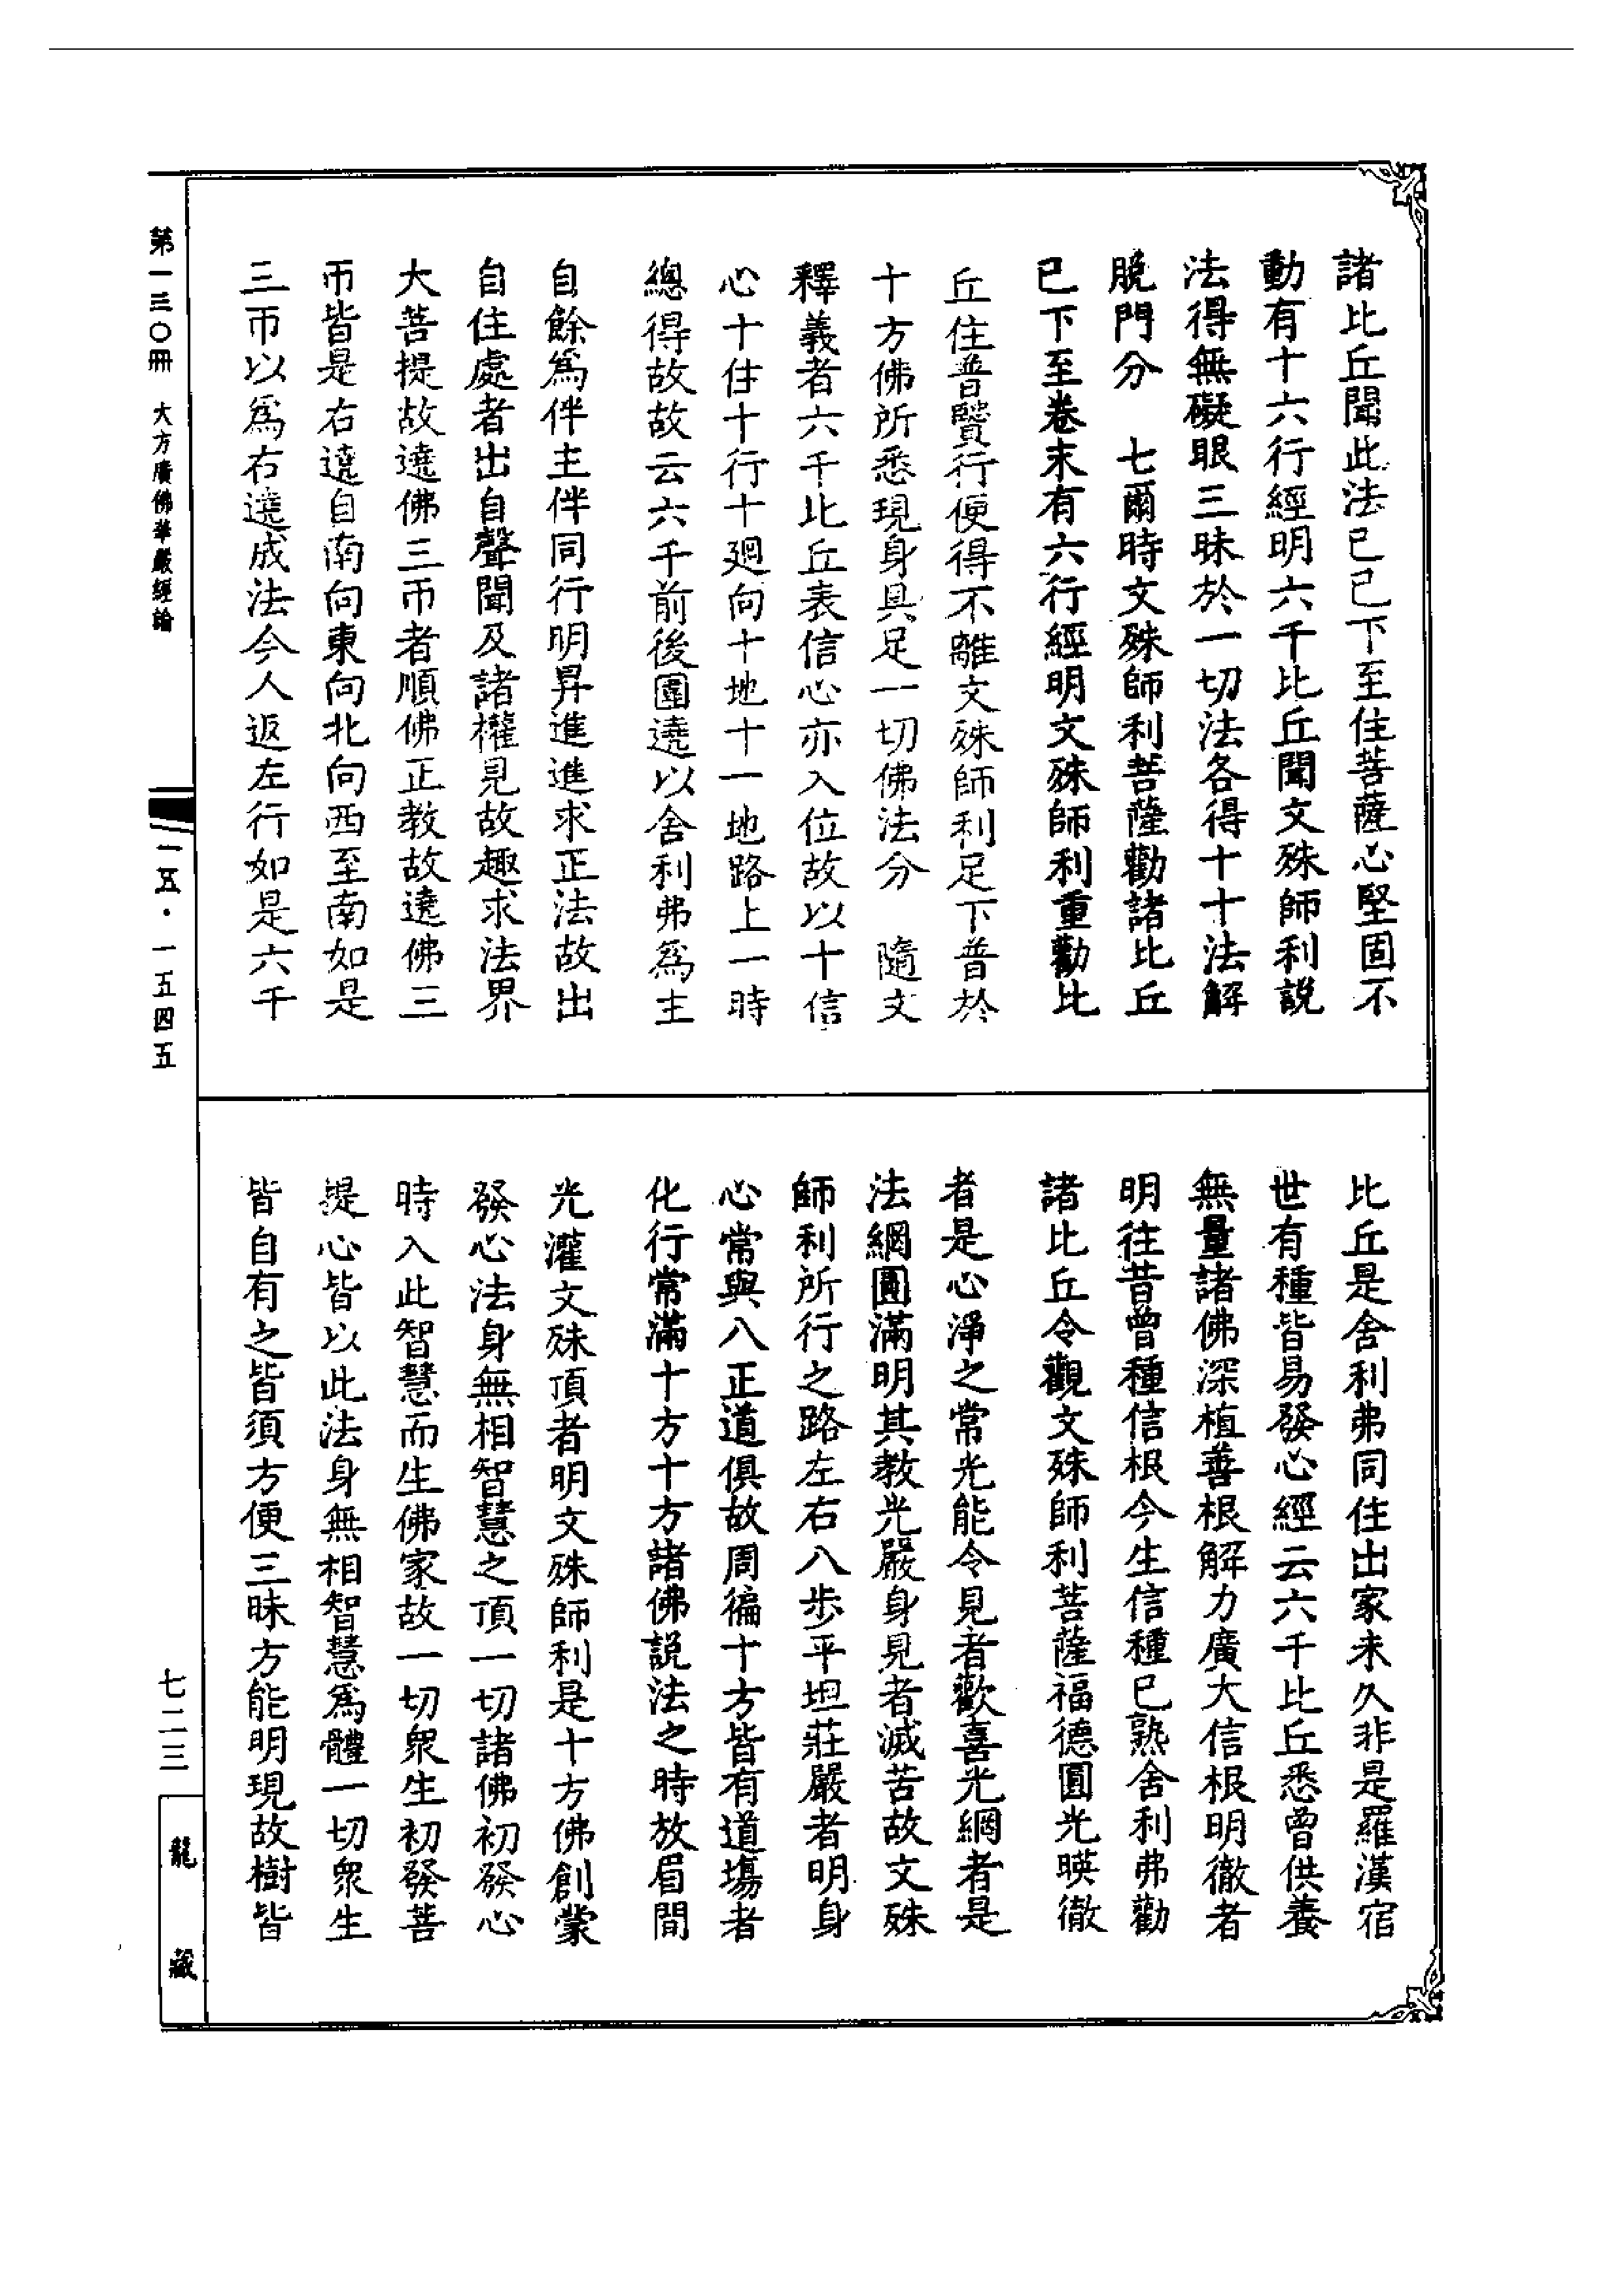 諸比丘聞此法已已下至住菩薩心堅固不
動有十六行經明六千比丘聞文殊師利說
法得無礙眼三昧於一切法各得十十法解
脫門分　七爾時文殊師利菩薩勸諸比丘
已下至卷末有六行經明文殊師利重勸比
丘住普賢行便得不離文殊師利足下普於
十方佛所悉現身具足一切佛法分　隨文
釋義者六千比丘表信心亦入位故以十信
心十住十行十廻向十地十一地路上一時
總得故故云六千前後圍遶以舍利弗為主
自餘為伴主伴同行明昇進進求正法故出
自住處者出自聲聞及諸權見故趣求法界
大菩提故遶佛三帀者順佛正教故遶佛三
帀皆是右遶自南向東向北向西至南如是
三帀以為右遶成法今人返左行如是六千
比丘是舍利弗同住出家未久非是羅漢宿
世有種皆易發心經云六千比丘悉曾供養
無量諸佛深植善根解力廣大信根明徹者
明往昔曾種信根今生信種已熟舍利弗勸
諸比丘令觀文殊師利菩薩福德圓光暎徹
者是心淨之常光能令見者歡喜光網者是
法網圓滿明其教光嚴身見者滅苦故文殊
師利所行之路左右八步平坦莊嚴者明身
心常與八正道俱故周徧十方皆有道塲者
化行常滿十方十方諸佛說法之時放眉間
光灌文殊頂者明文殊師利是十方佛創蒙
發心法身無相智慧之頂一切諸佛初發心
時入此智慧而生佛家故一切衆生初發菩
提心皆以此法身無相智慧為體一切衆生
皆自有之皆須方便三昧方能明現故樹皆
第一三〇冊　大方廣佛華嚴經論
一五·一五四五
七二三
龍藏